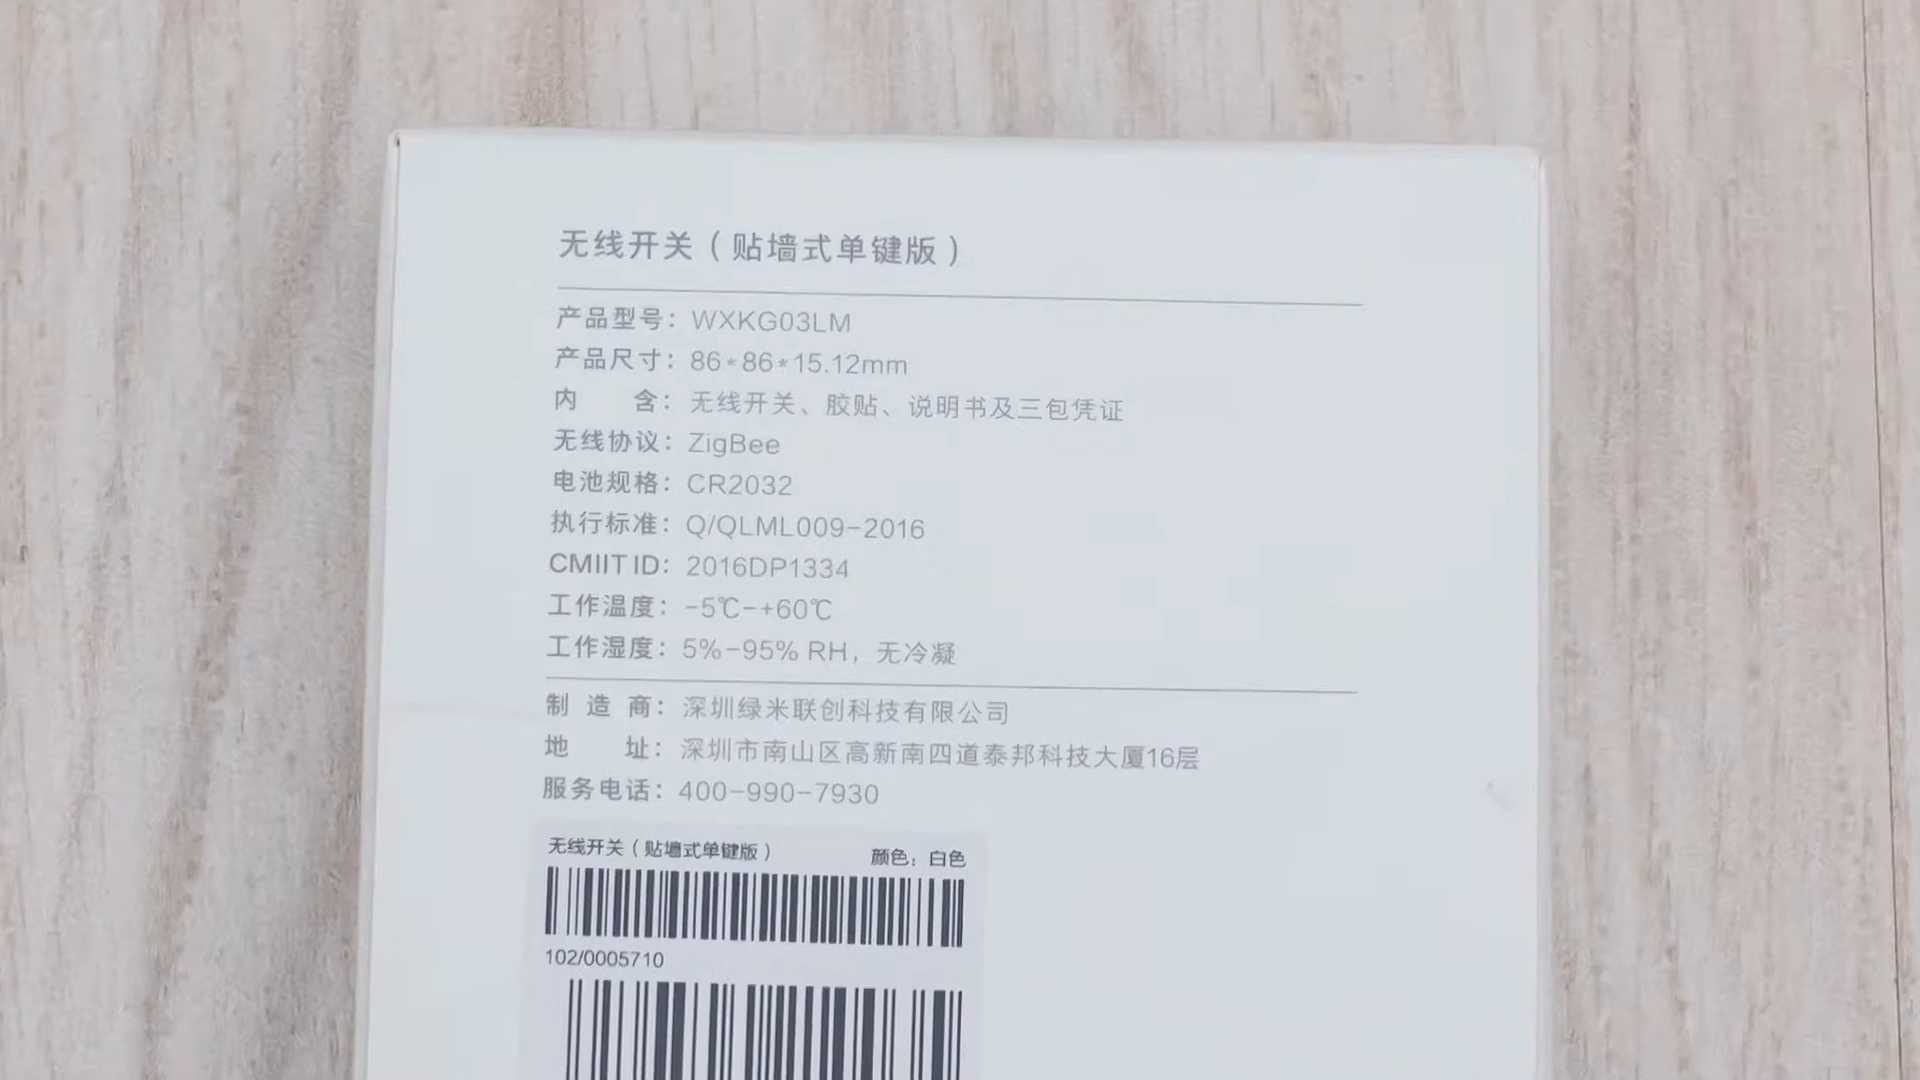 无线开关（贴墙式单键版）
产品型号：WXKG03LM
产品尺寸：86*86*15.12mm
内 含：无线开关、胶贴、说明书及三包凭证
无线协议：ZigBee
电池规格：CR2032
执行标准：Q/QLML009-2016
CMIIT ID：2016DP1334
工作温度：-5℃-+60℃
工作湿度：5%-95% RH，无冷凝
制 造 商：深圳绿米联创科技有限公司
地 址：深圳市南山区高新南四道泰邦科技大厦16层
服务电话：400-990-7930
无线开关（贴墙式单键版） 颜色：白色
102/0005710